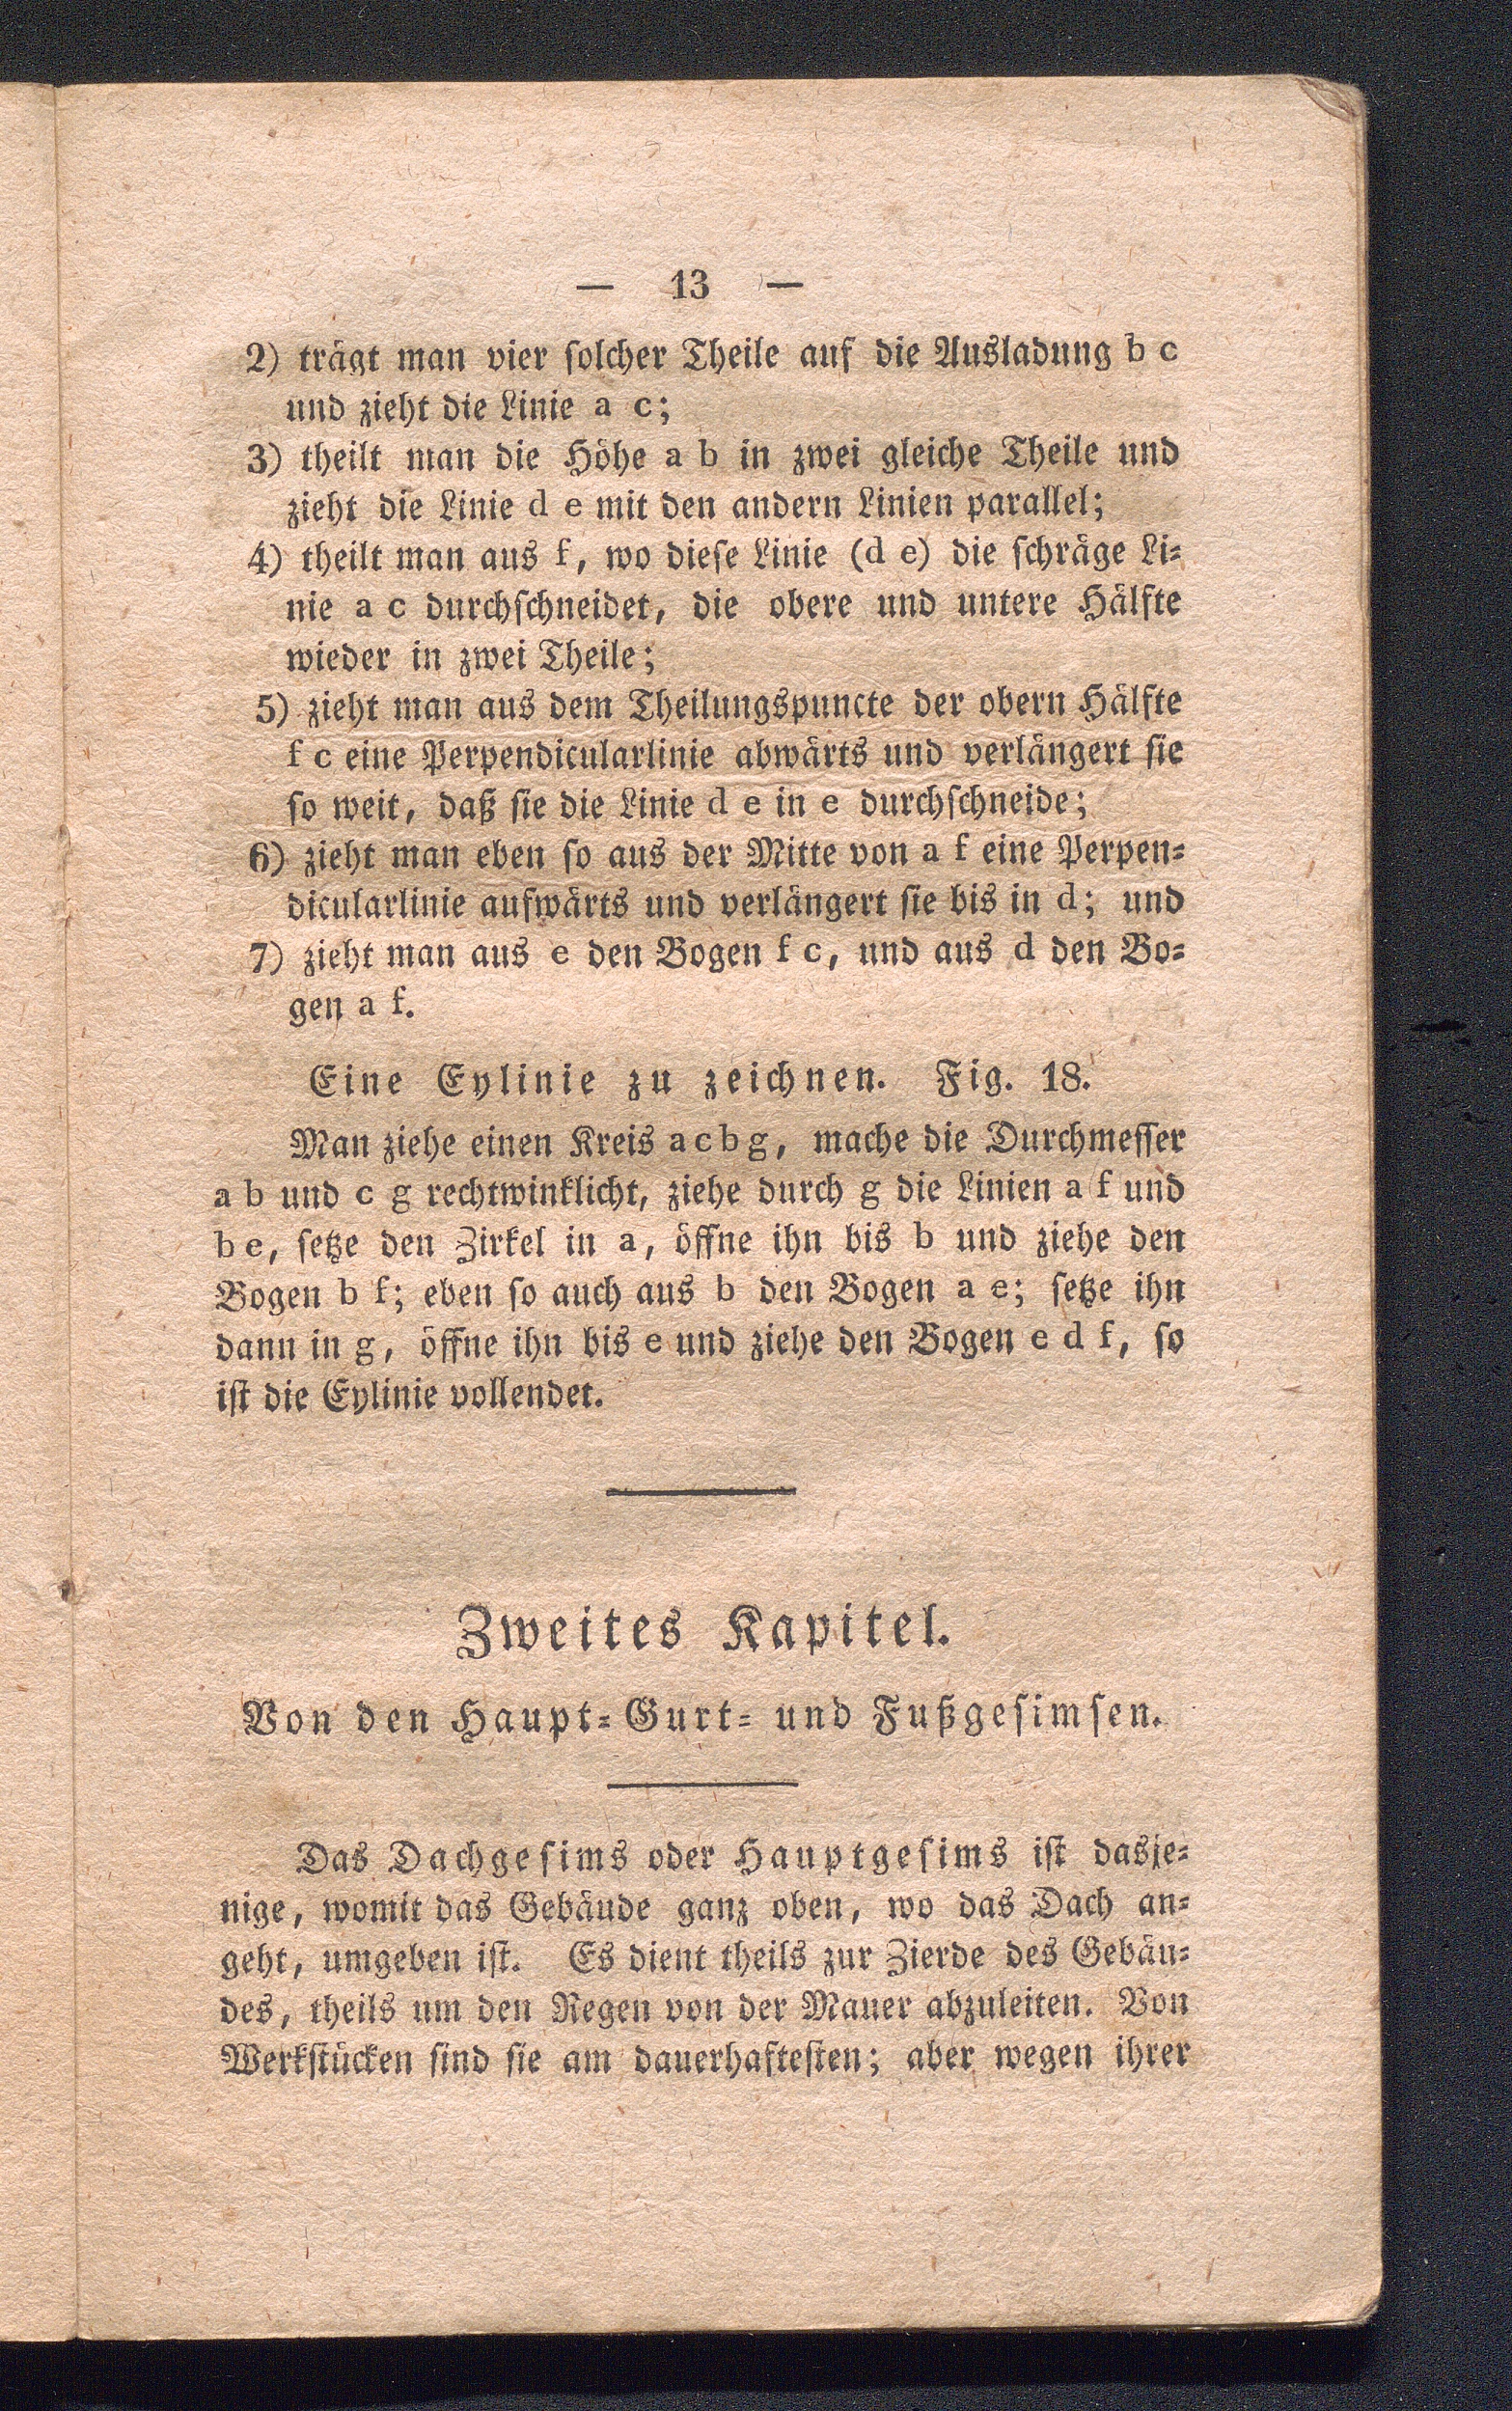 — 13 —
2) trägt man vier ſolcher Theile auf die Ausladung b c
und zieht die Linie a c;
3) theilt man die Höhe a b in zwei gleiche Theile und
zieht die Linie d e mit den andern Linien parallel;
4) theilt man aus f, wo dieſe Linie (d e) die ſchräge Li⸗
nie a c durchſchneidet, die obere und untere Hälfte
wieder in zwei Theile;
5) zieht man aus dem Theilungspuncte der obern Hälfte
f c eine Perpendicularlinie abwärts und verlängert ſie
ſo weit, daß ſie die Linie d e in e durchſchneide;
6) zieht man eben ſo aus der Mitte von a f eine Perpen⸗
dicularlinie aufwärts und verlängert ſie bis in d; und
7) zieht man aus e den Bogen f c, und aus d den Bo⸗
gen a f.
Eine Eylinie zu zeichnen. Fig. 18.
Man ziehe einen Kreis a c b g, mache die Durchmeſſer
a b und c g rechtwinklicht, ziehe durch g die Linien a f und
b e, ſetze den Zirkel in a, öffne ihn bis b und ziehe den
Bogen b f; eben ſo auch aus b den Bogen a e; ſetze ihn
dann in g, öffne ihn bis e und ziehe den Bogen e d f, ſo
iſt die Eylinie vollendet.
Zweites Kapitel.
Von den Haupt⸗ Gurt⸗ und Fußgeſimſen.
Das Dachgeſims oder Hauptgeſims iſt dasje⸗
nige, womit das Gebäude ganz oben, wo das Dach an⸗
geht, umgeben iſt. Es dient theils zur Zierde des Gebäu⸗
des, theils um den Regen von der Mauer abzuleiten. Von
Werkſtücken ſind ſie am dauerhafteſten; aber wegen ihrer